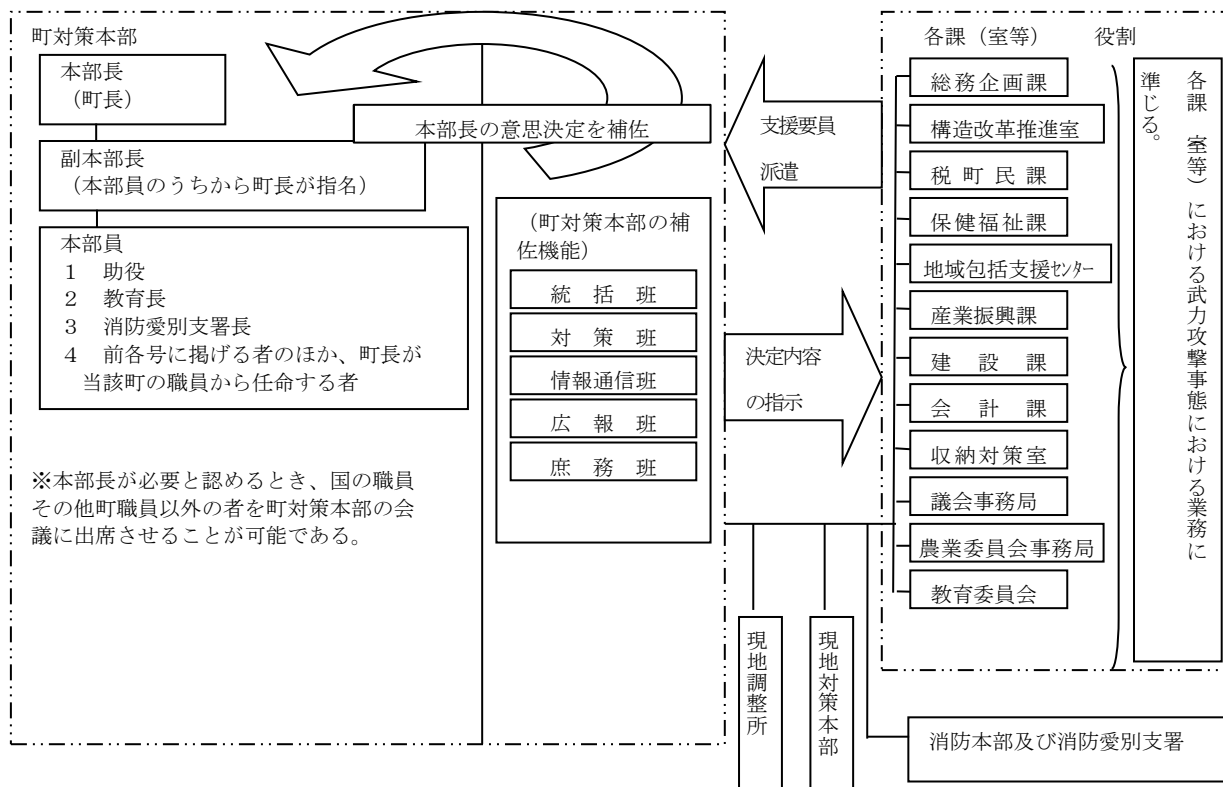 町対策本部
本部長
(町長)
副本部長
(本部員のうちから町長が指名)
本部員
1 助役
2 教育長
3 消防愛別支署長
4 前各号に掲げる者のほか、町長が
当該町の職員から任命する者
※本部長が必要と認めるとき、国の職員
その他町職員以外の者を町対策本部の会
議に出席させることが可能である。
本部長の意思決定を補佐
(町対策本部の補
佐機能)
統括班
対策班
情報通信班
広報班
庶務班
支援要員
派遣
決定内容
の指示
各課(室等)
役割
総務企画課
構造改革推進室
税町民課
保健福祉課
地域包括支援センター
産業振興課
建設課
会計課
収納対策室
議会事務局
農業委員会事務局
教育委員会
各課(室等)における武力攻撃事態における業務に
準じる。
現地調整所
現地対策本部
消防本部及び消防愛別支署